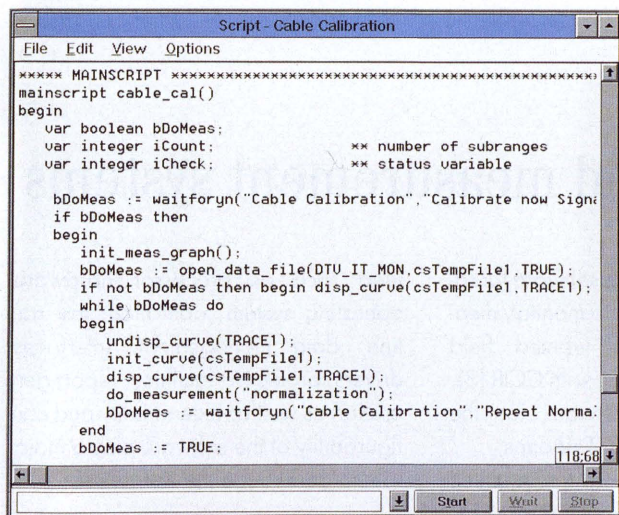 Script - Cable Calibration
File Edit View Options
***** MAINSCRIPT *****************************************************
mainscript cable_cal()
begin
var boolean bDoMeas;
var integer iCount; ** number of subranges
var integer iCheck; ** status variable
bDoMeas := waitforyn("Cable Calibration","Calibrate now Signa
if bDoMeas then
begin
init_meas_graph();
bDoMeas := open_data_file(DTV_IT_MON,csTempFile1,TRUE);
if not bDoMeas then begin disp_curve(csTempFile1,TRACE1);
while bDoMeas do
begin
undisp_curve(TRACE1);
init_curve(csTempFile1);
disp_curve(csTempFile1,TRACE1);
do_measurement("normalization");
bDoMeas := waitforyn("Cable Calibration","Repeat Normal
end
bDoMeas := TRUE;
118:68
Start Wait Stop